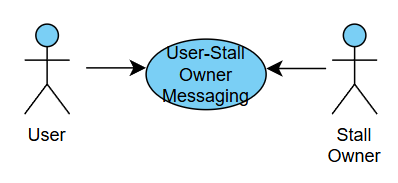 User-Stall
Owner
Messaging
User
Stall
Owner